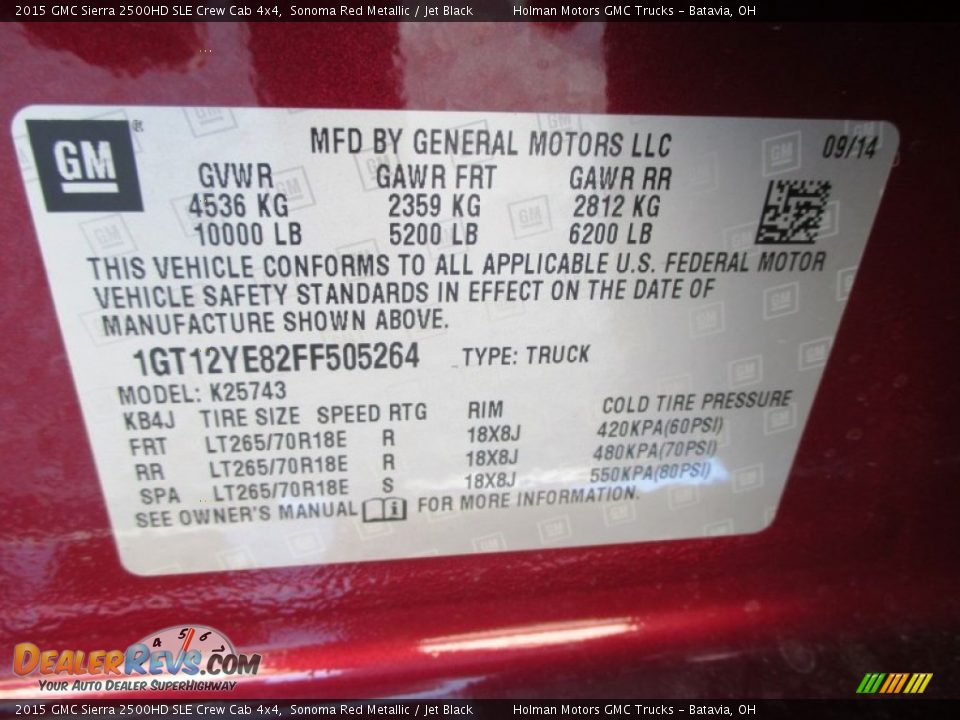 2015 GMC Sierra 2500HD SLE Crew Cab 4x4, Sonoma Red Metallic / Jet Black Holman Motors GMC Trucks - Batavia, OH
GM ®
MFD BY GENERAL MOTORS LLC 09/14
GVWR GAWR FRT GAWR RR
4536 KG 2359 KG 2812 KG
10000 LB 5200 LB 6200 LB
THIS VEHICLE CONFORMS TO ALL APPLICABLE U.S. FEDERAL MOTOR
VEHICLE SAFETY STANDARDS IN EFFECT ON THE DATE OF
MANUFACTURE SHOWN ABOVE.
1GT12YE82FF505264 TYPE: TRUCK
MODEL: K25743
KB4J TIRE SIZE SPEED RTG RIM COLD TIRE PRESSURE
FRT LT265/70R18E R 18X8J 420KPA(60PSI)
RR LT265/70R18E R 18X8J 480KPA(70PSI)
SPA LT265/70R18E S 18X8J 550KPA(80PSI)
SEE OWNER'S MANUAL FOR MORE INFORMATION.
4 5 6
DEALERREVS.COM
YOUR AUTO DEALER SUPERHIGHWAY
2015 GMC Sierra 2500HD SLE Crew Cab 4x4, Sonoma Red Metallic / Jet Black Holman Motors GMC Trucks - Batavia, OH